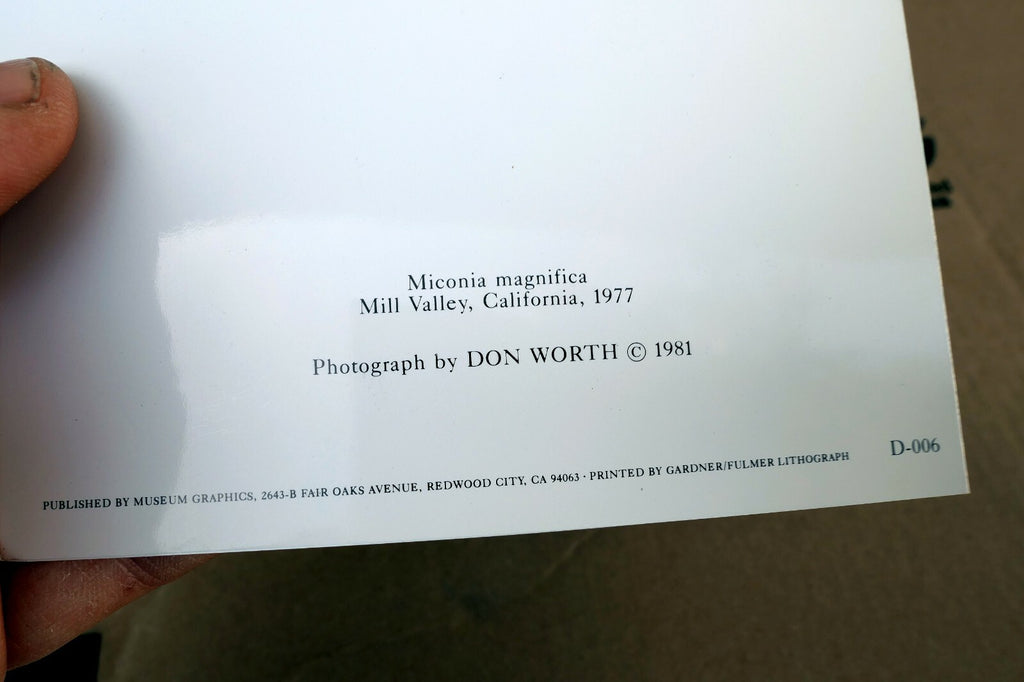 Miconia magnifica
Mill Valley, California, 1977
Photograph by DON WORTH © 1981
D-006
PUBLISHED BY MUSEUM GRAPHICS, 2643-B FAIR OAKS AVENUE, REDWOOD CITY, CA 94063 · PRINTED BY GARDNER/FULMER LITHOGRAPH